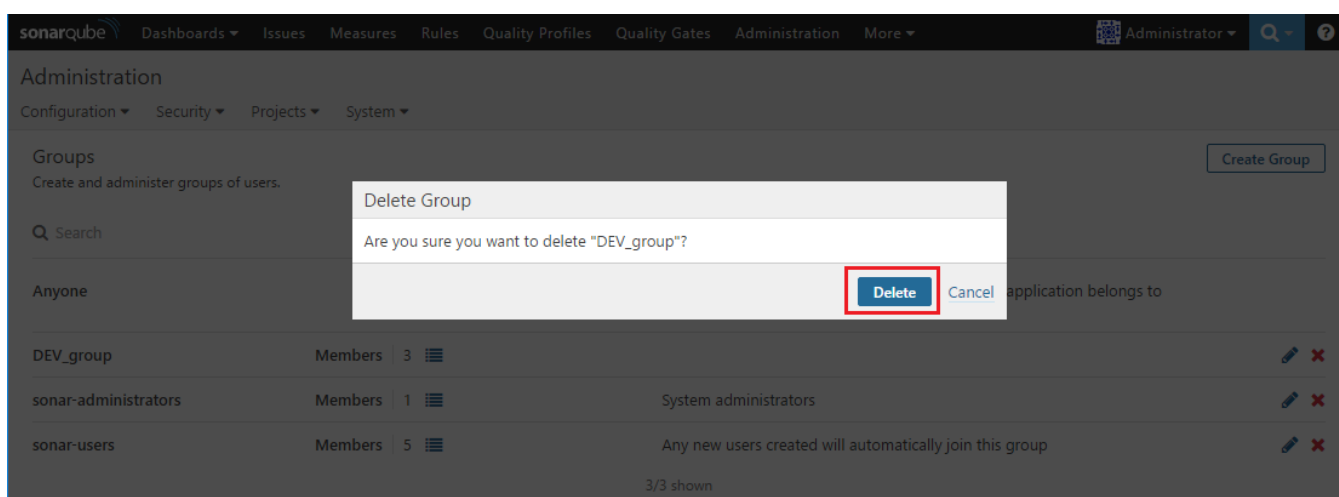 sonarqube Dashboards Issues Measures Rules Quality Profiles Quality Gates Administration More Administrator
Administration
Configuration Security Projects System
Groups
Create Group
Create and administer groups of users.
Delete Group
Search
Are you sure you want to delete "DEV_group"?
Delete Cancel
Anyone application belongs to
DEV_group Members 3
sonar-administrators Members 1 System administrators
sonar-users Members 5 Any new users created will automatically join this group
3/3 shown